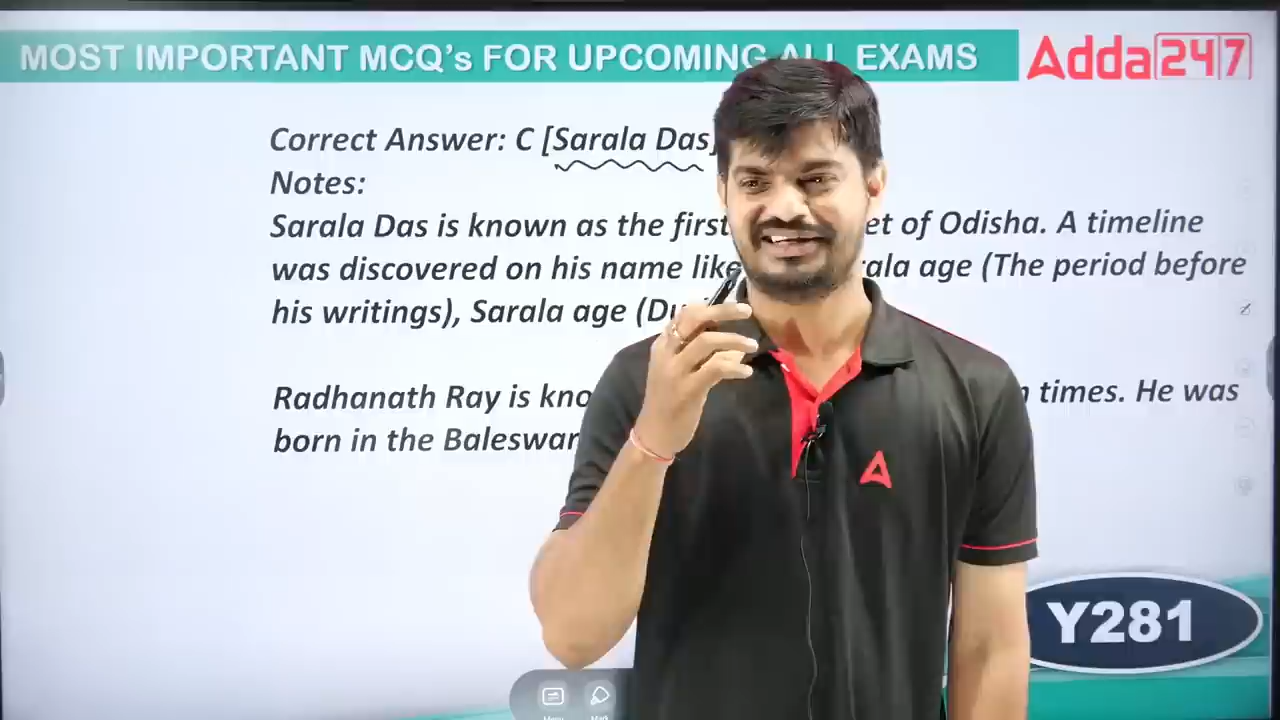 MOST IMPORTANT MCQ's FOR UPCOMING ALL EXAMS
Adda247
Correct Answer: C [Sarala Das]
Notes:
Sarala Das is known as the first et of Odisha. A timeline
was discovered on his name like rala age (The period before
his writings), Sarala age (Du
Radhanath Ray is kno n times. He was
born in the Baleswar
Y281